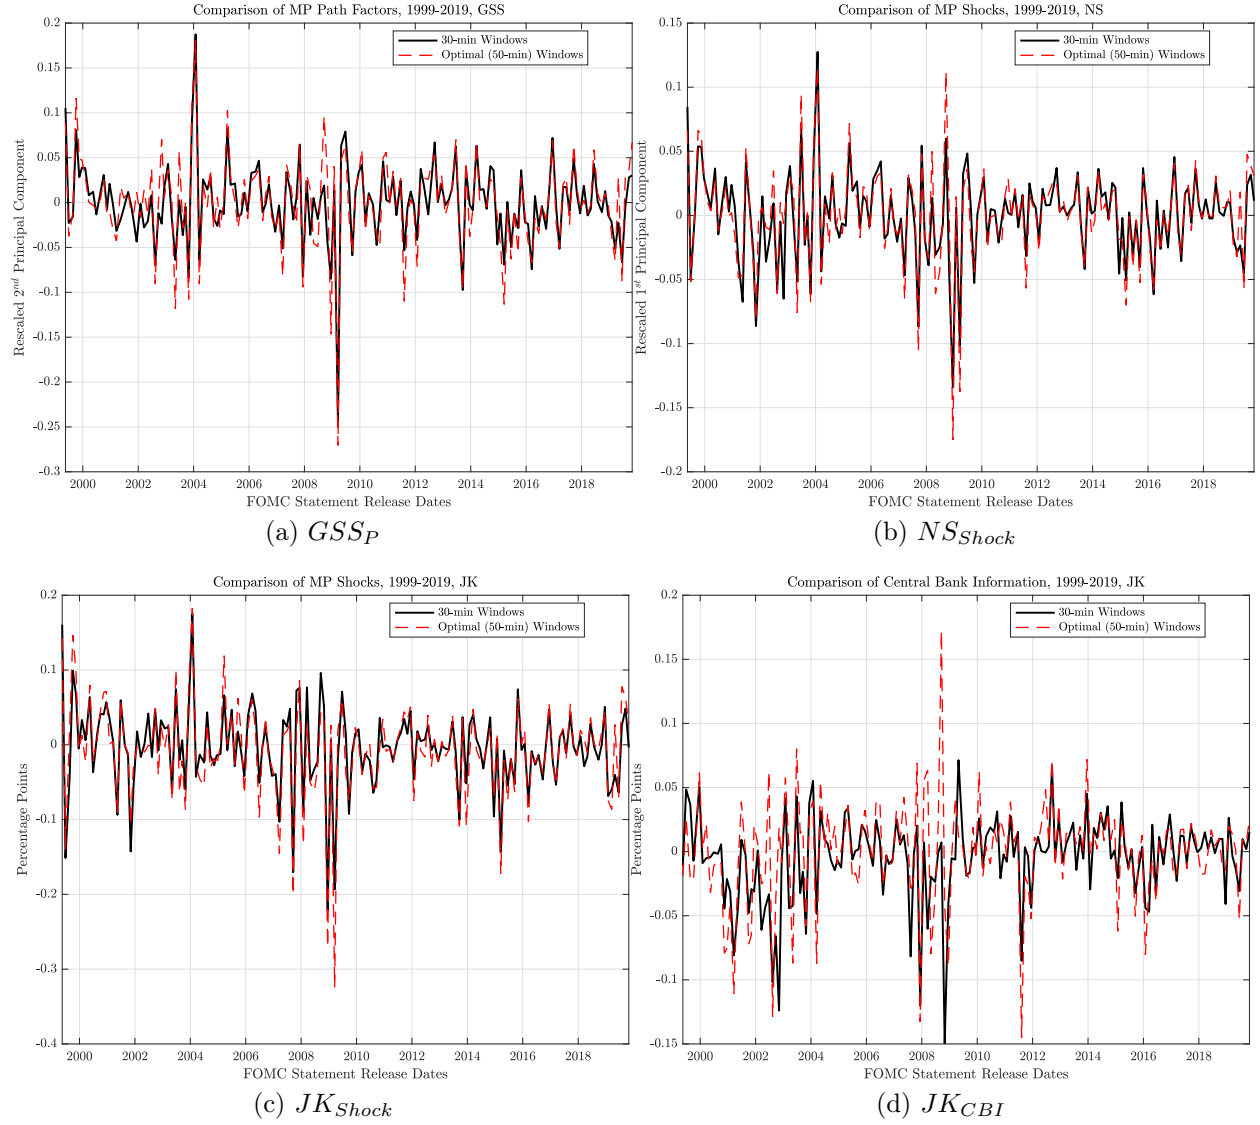 Comparison of MP Path Factors, 1999-2019, GSS
30-min Windows
Optimal (50-min) Windows
Rescaled 2nd Principal Component
0.2
0.15
0.1
0.05
0
-0.05
-0.1
-0.15
-0.2
-0.25
-0.3
2000 2002 2004 2006 2008 2010 2012 2014 2016 2018
FOMC Statement Release Dates
(a) GSS_P
Comparison of MP Shocks, 1999-2019, NS
30-min Windows
Optimal (50-min) Windows
Rescaled 1st Principal Component
0.15
0.1
0.05
0
-0.05
-0.1
-0.15
-0.2
2000 2002 2004 2006 2008 2010 2012 2014 2016 2018
FOMC Statement Release Dates
(b) NS_Shock
Comparison of MP Shocks, 1999-2019, JK
30-min Windows
Optimal (50-min) Windows
Percentage Points
0.2
0.1
0
-0.1
-0.2
-0.3
-0.4
2000 2002 2004 2006 2008 2010 2012 2014 2016 2018
FOMC Statement Release Dates
(c) JK_Shock
Comparison of Central Bank Information, 1999-2019, JK
30-min Windows
Optimal (50-min) Windows
Percentage Points
0.2
0.15
0.1
0.05
0
-0.05
-0.1
-0.15
2000 2002 2004 2006 2008 2010 2012 2014 2016 2018
FOMC Statement Release Dates
(d) JK_CBI